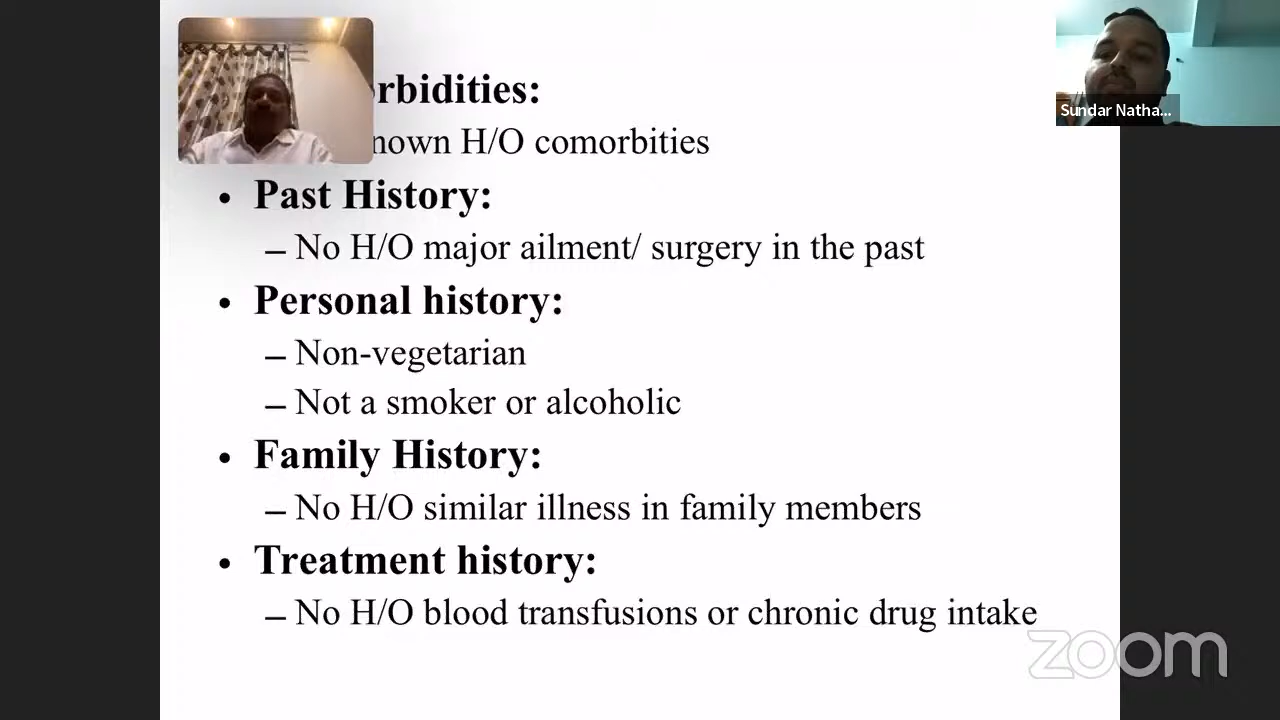 rbidities:
nown H/O comorbities
• Past History:
– No H/O major ailment/ surgery in the past
• Personal history:
– Non-vegetarian
– Not a smoker or alcoholic
• Family History:
– No H/O similar illness in family members
• Treatment history:
– No H/O blood transfusions or chronic drug intake
Sundar Natha...
zoom